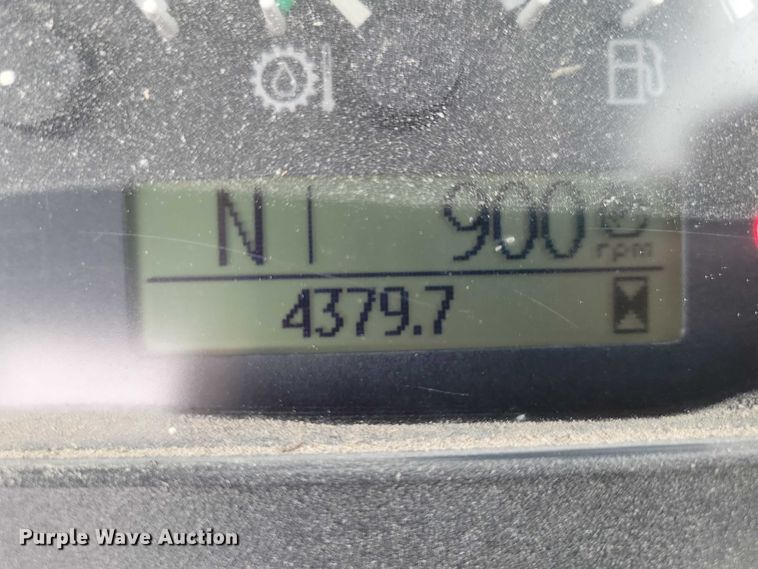 N 900 rpm
4379.7
Purple Wave Auction